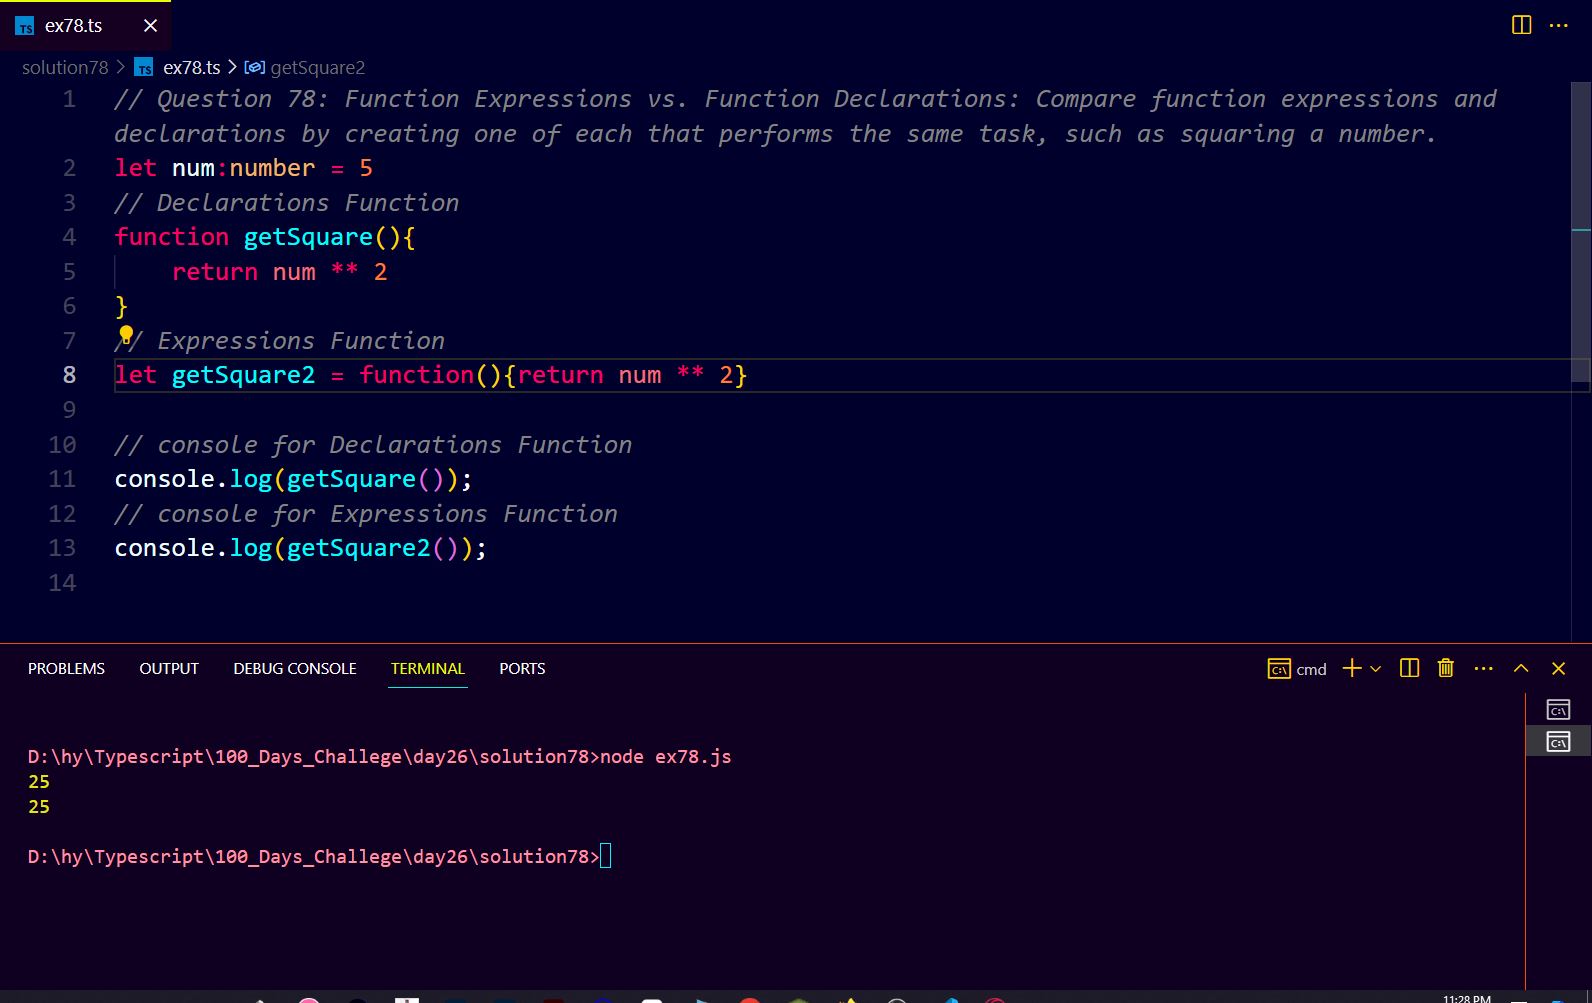 TS ex78.ts
solution78 > TS ex78.ts > getSquare2
1 // Question 78: Function Expressions vs. Function Declarations: Compare function expressions and
declarations by creating one of each that performs the same task, such as squaring a number.
2 let num:number = 5
3 // Declarations Function
4 function getSquare(){
5 return num ** 2
6 }
7 // Expressions Function
8 let getSquare2 = function(){return num ** 2}
9
10 // console for Declarations Function
11 console.log(getSquare());
12 // console for Expressions Function
13 console.log(getSquare2());
14
PROBLEMS OUTPUT DEBUG CONSOLE TERMINAL PORTS cmd
D:\hy\Typescript\100_Days_Challege\day26\solution78>node ex78.js
25
25
D:\hy\Typescript\100_Days_Challege\day26\solution78>
11:28 PM